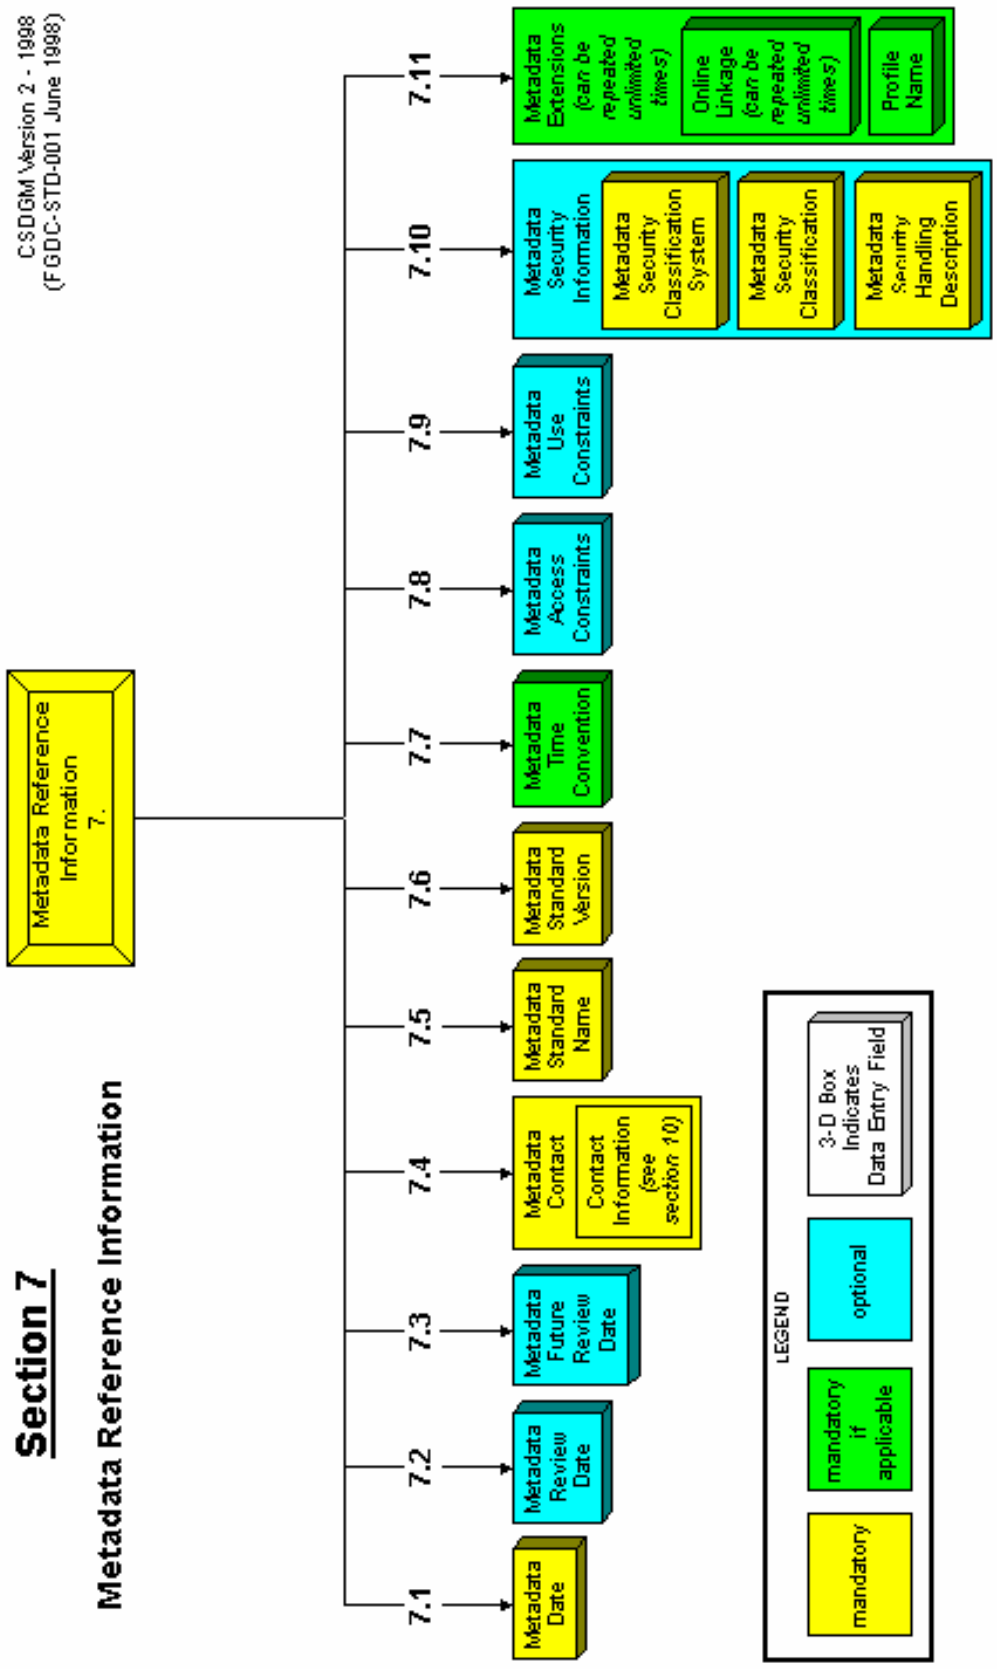 Section 7
Metadata Reference Information
CSDGM Version 2 - 1998
(FGDC-STD-001 June 1998)
Metadata Reference
Information
7.
7.1
7.2
7.3
7.4
7.5
7.6
7.7
7.8
7.9
7.10
7.11
Metadata
Date
Metadata
Review
Date
Metadata
Future
Review
Date
Metadata
Contact
Contact
Information
(see
section 10)
Metadata
Standard
Name
Metadata
Standard
Version
Metadata
Time
Convention
Metadata
Access
Constraints
Metadata
Use
Constraints
Metadata
Security
Information
Metadata
Security
Classification
System
Metadata
Security
Classification
Metadata
Security
Handling
Description
Metadata
Extensions
(can be
repeated
unlimited
times)
Online
Linkage
(can be
repeated
unlimited
times)
Profile
Name
LEGEND
mandatory
mandatory
if
applicable
optional
3-D Box
Indicates
Data Entry Field